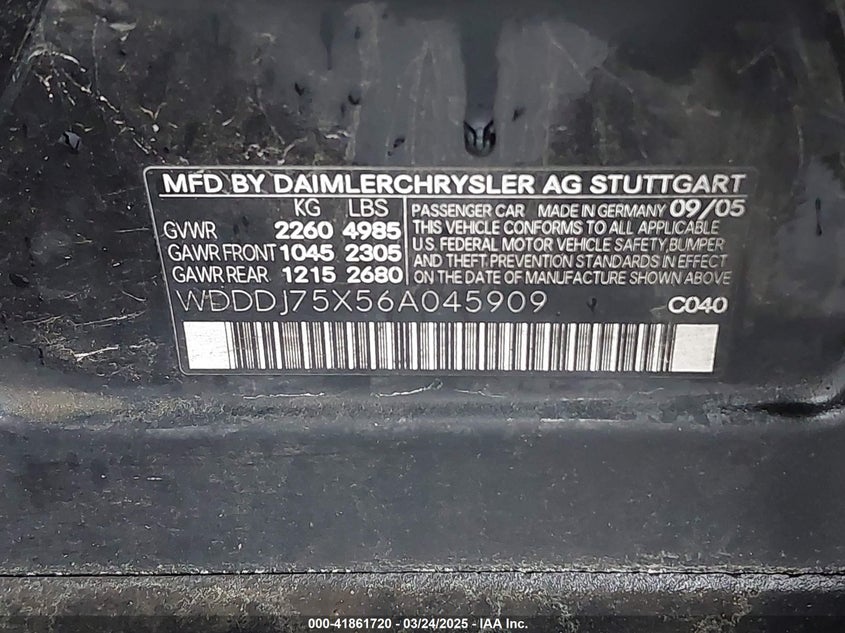 MFD BY DAIMLERCHRYSLER AG STUTTGART
KG LBS
GVWR 2260 4985
GAWR FRONT 1045 2305
GAWR REAR 1215 2680
PASSENGER CAR MADE IN GERMANY 09/05
THIS VEHICLE CONFORMS TO ALL APPLICABLE
U.S. FEDERAL MOTOR VEHICLE SAFETY, BUMPER
AND THEFT PREVENTION STANDARDS IN EFFECT
ON THE DATE OF MANUFACTURE SHOWN ABOVE
WDDDJ75X56A045909 C040
000-41861720 — 03/24/2025 — IAA Inc.